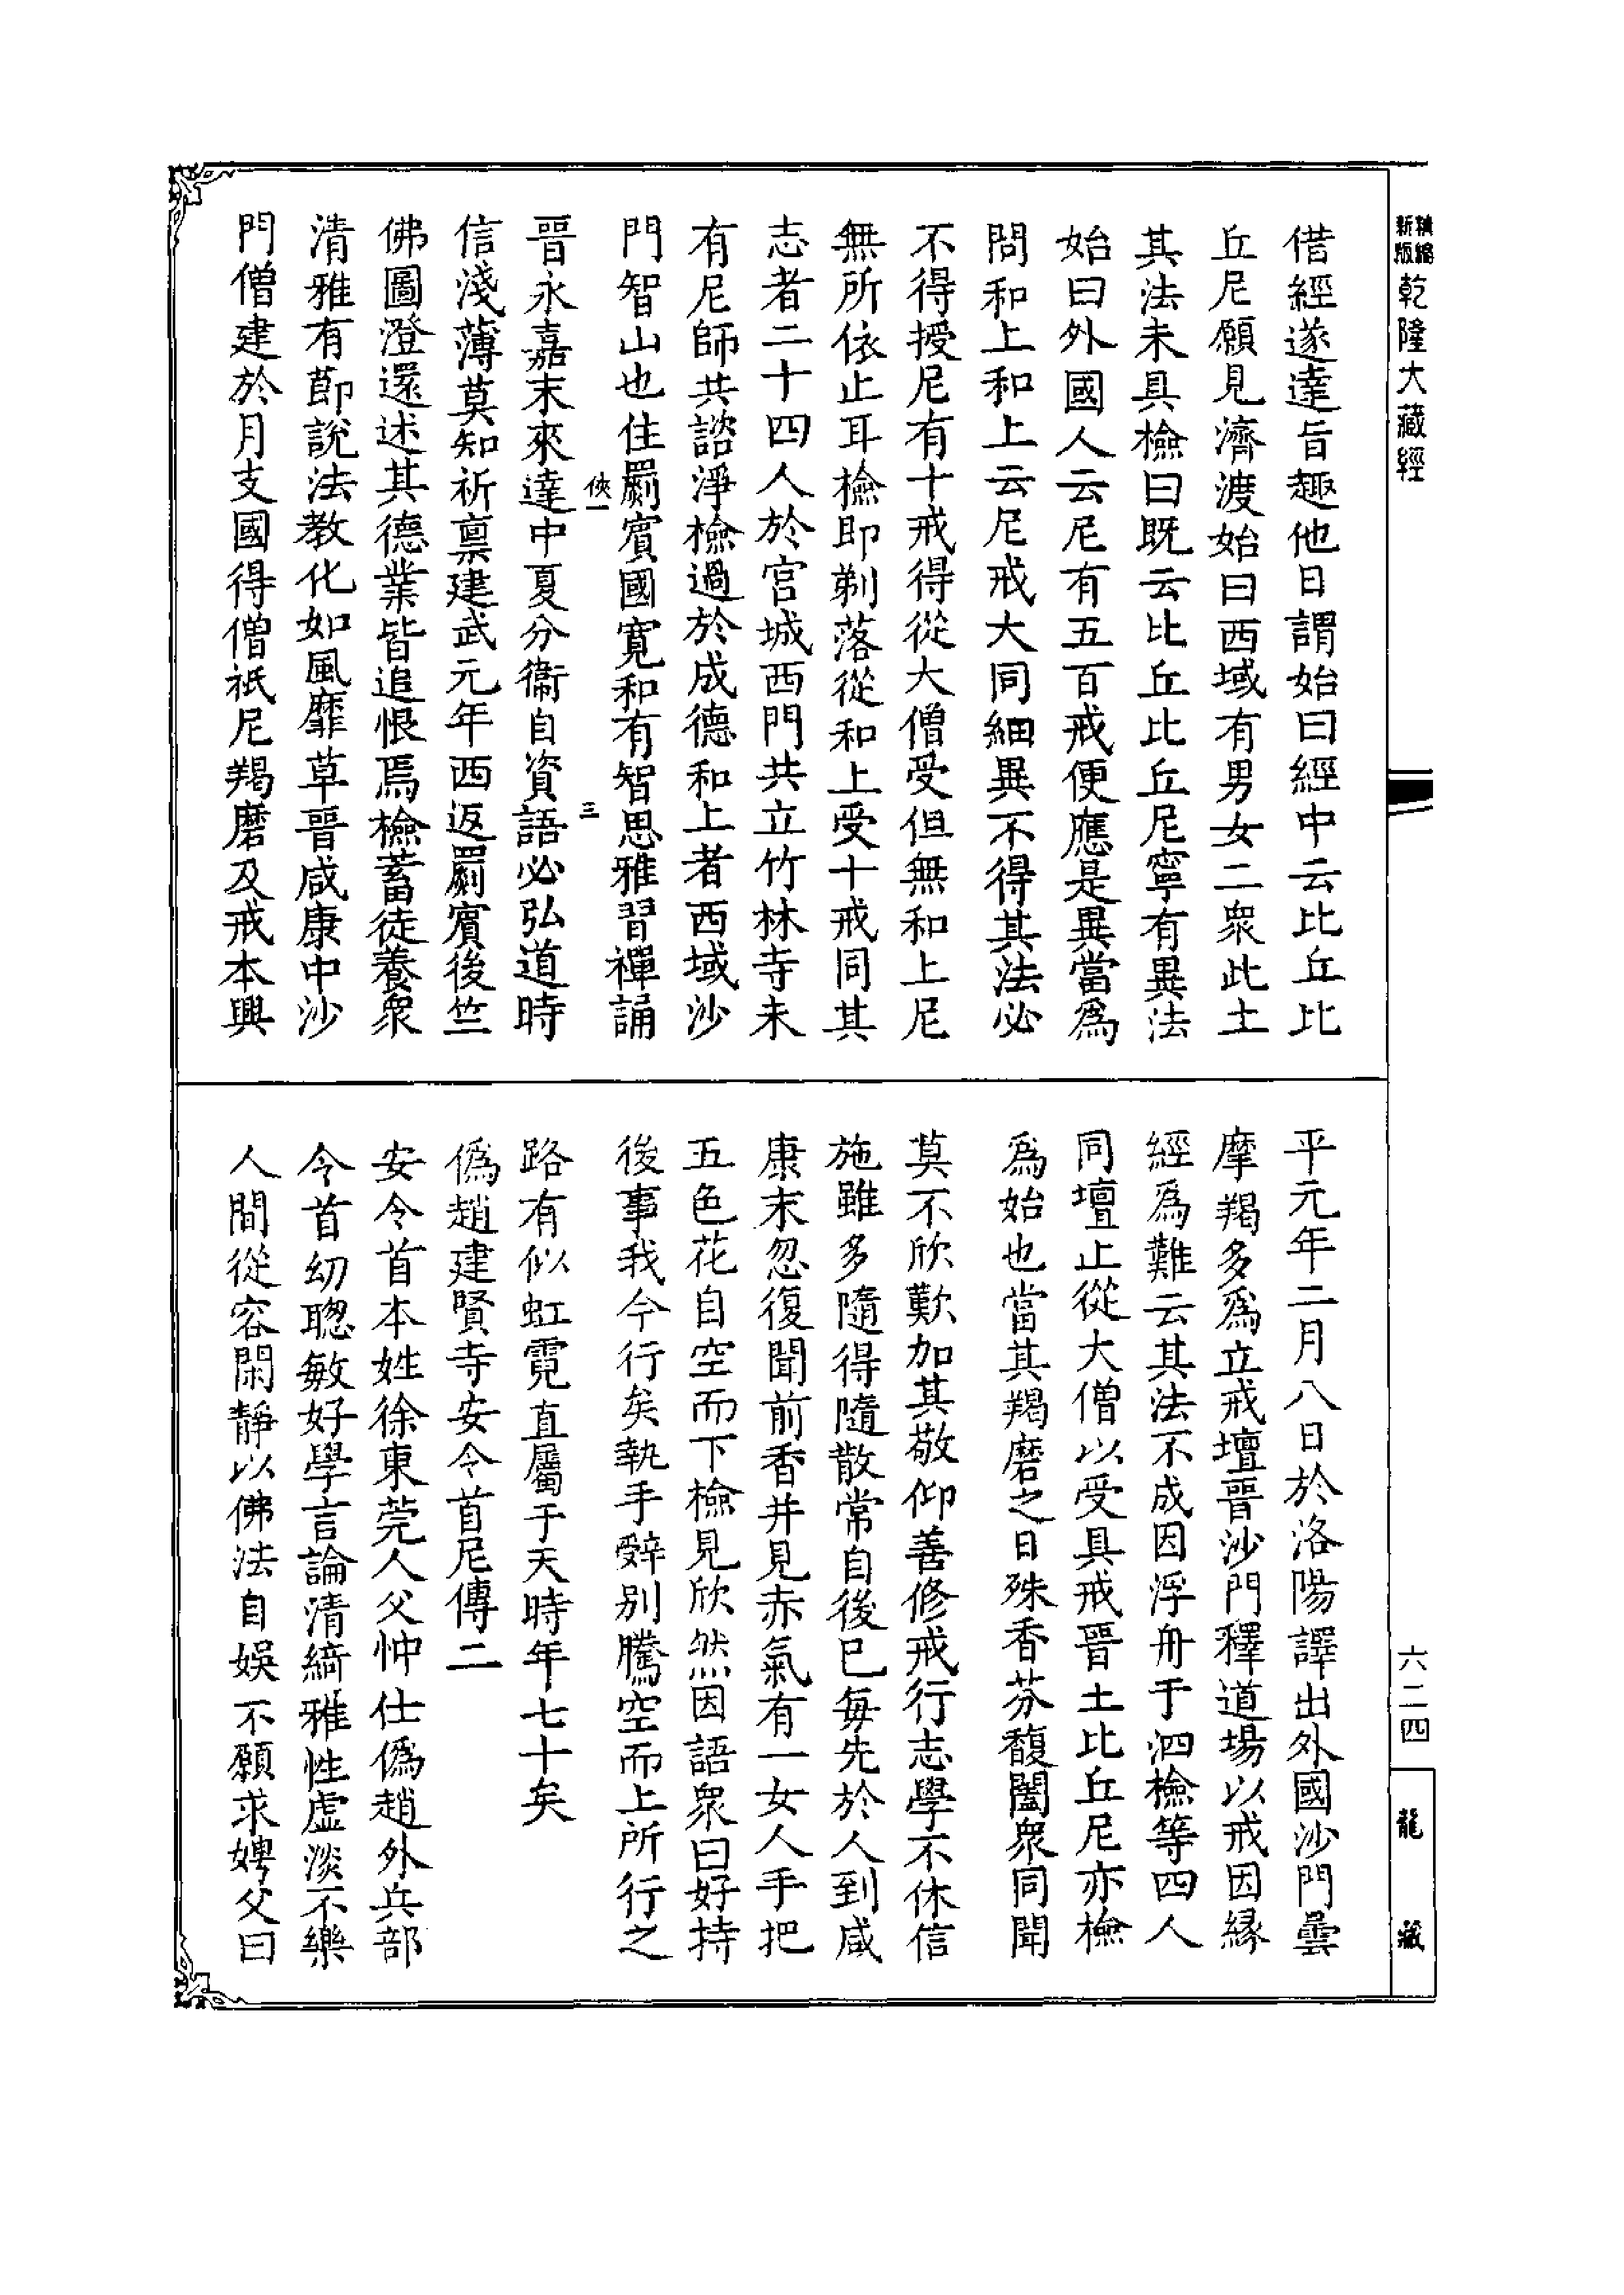 新版
精縮
乾隆大藏經
借經遂達旨趣他日謂始曰經中云比丘比
丘尼願見濟渡始曰西域有男女二衆此土
其法未具檢曰既云比丘比丘尼寧有異法
始曰外國人云尼有五百戒便應是異當爲
問和上和上云尼戒大同細異不得其法必
不得授尼有十戒得從大僧受但無和上尼
無所依止耳檢即剃落從和上受十戒同其
志者二十四人於宮城西門共立竹林寺未
有尼師共諮淨檢過於成德和上者西域沙
門智山也住罽賓國寬和有智思雅習禪誦
俠一
三
晉永嘉末來達中夏分衞自資語必弘道時
信淺薄莫知祈禀建武元年西返罽賓後竺
佛圖澄還述其德業皆追恨焉檢蓄徒養衆
清雅有節說法教化如風靡草晉咸康中沙
門僧建於月支國得僧祇尼羯磨及戒本興
平元年二月八日於洛陽譯出外國沙門曇
摩羯多爲立戒壇晉沙門釋道場以戒因縁
經爲難云其法不成因浮舟于泗檢等四人
同壇止從大僧以受具戒晉土比丘尼亦檢
爲始也當其羯磨之日殊香芬馥闔衆同聞
莫不欣歎加其敬仰善修戒行志學不休信
施雖多隨得隨散常自後已每先於人到咸
康末忽復聞前香并見赤氣有一女人手把
五色花自空而下檢見欣然因語衆曰好持
後事我今行矣執手辤别騰空而上所行之
路有似虹霓直屬于天時年七十矣
僞趙建賢寺安令首尼傳二
安令首本姓徐東莞人父忡仕僞趙外兵部
令首幼聰敏好學言論清綺雅性虛淡不樂
人間從容閑靜以佛法自娛不願求娉父曰
六二四
龍藏